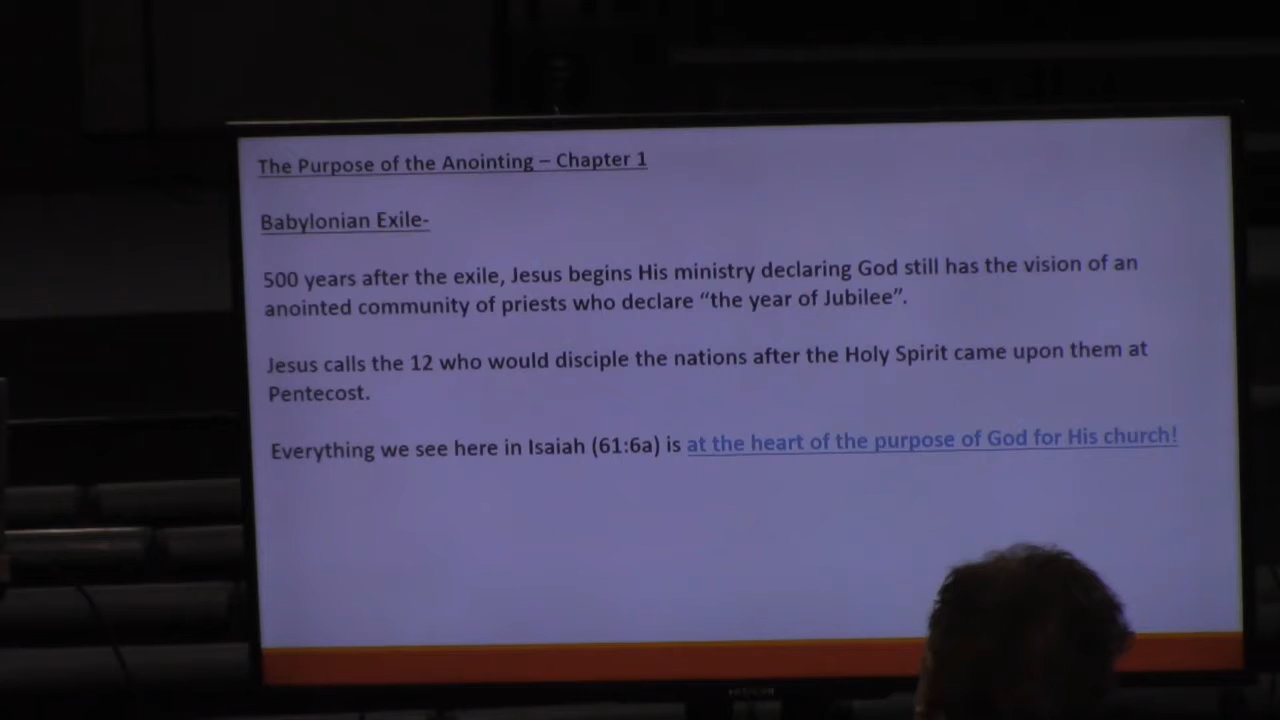 The Purpose of the Anointing – Chapter 1
Babylonian Exile-
500 years after the exile, Jesus begins His ministry declaring God still has the vision of an
anointed community of priests who declare “the year of Jubilee”.
Jesus calls the 12 who would disciple the nations after the Holy Spirit came upon them at
Pentecost.
Everything we see here in Isaiah (61:6a) is at the heart of the purpose of God for His church!